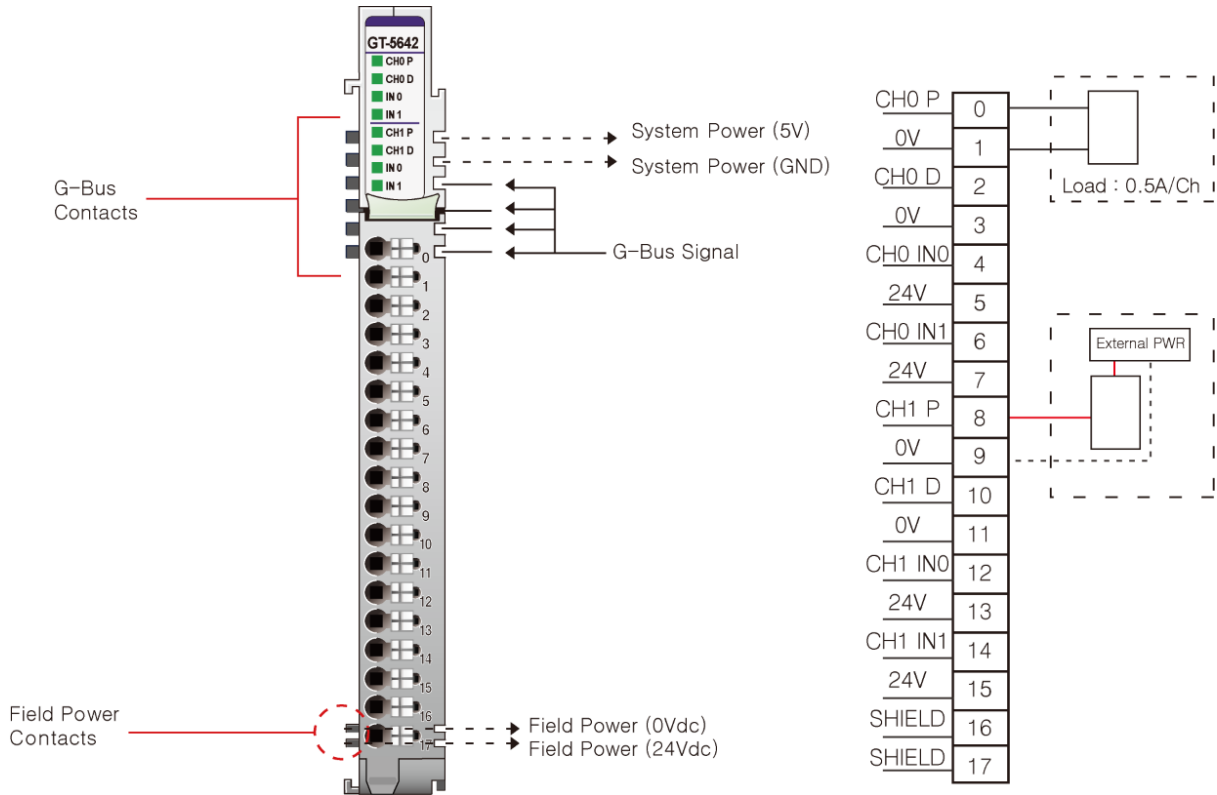 GT-5642
CH0 P
CH0 D
IN 0
IN 1
CH1 P
CH1 D
IN 0
IN 1
G-Bus
Contacts
System Power (5V)
System Power (GND)
G-Bus Signal
0
1
2
3
4
5
6
7
8
9
10
11
12
13
14
15
16
17
Field Power
Contacts
Field Power (0Vdc)
Field Power (24Vdc)
CH0 P 0
0V 1
CH0 D 2
0V 3
CH0 IN0 4
24V 5
CH0 IN1 6
24V 7
CH1 P 8
0V 9
CH1 D 10
0V 11
CH1 IN0 12
24V 13
CH1 IN1 14
24V 15
SHIELD 16
SHIELD 17
Load : 0.5A/Ch
External PWR